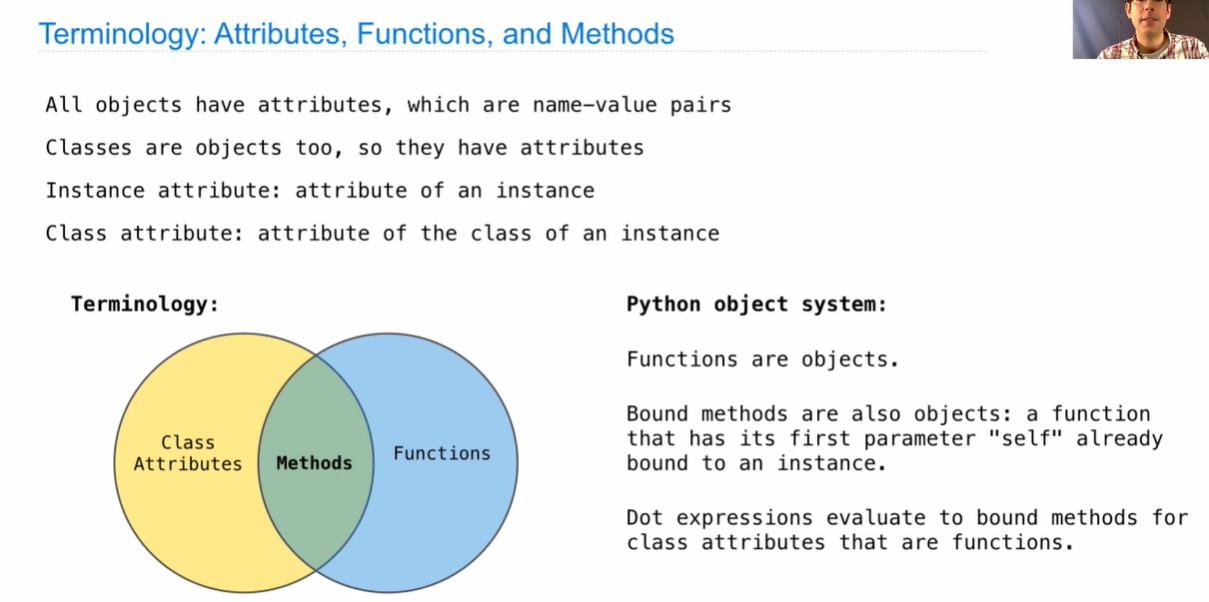 Terminology: Attributes, Functions, and Methods
All objects have attributes, which are name-value pairs
Classes are objects too, so they have attributes
Instance attribute: attribute of an instance
Class attribute: attribute of the class of an instance
Terminology:
Class
Attributes
Methods
Functions
Python object system:
Functions are objects.
Bound methods are also objects: a function
that has its first parameter "self" already
bound to an instance.
Dot expressions evaluate to bound methods for
class attributes that are functions.